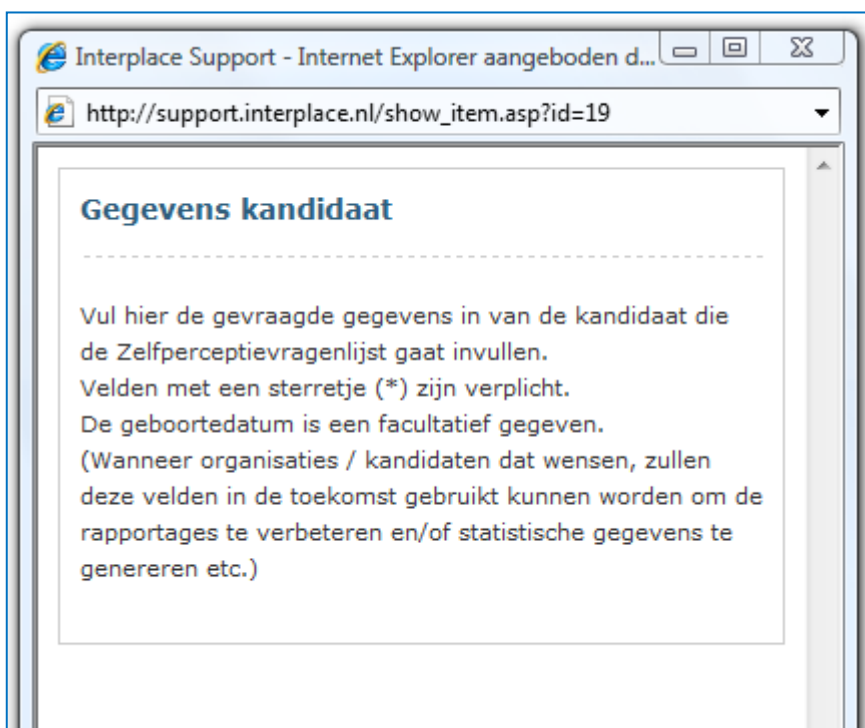 Interplace Support - Internet Explorer aangeboden d...
http://support.interplace.nl/show_item.asp?id=19
Gegevens kandidaat
Vul hier de gevraagde gegevens in van de kandidaat die
de Zelfperceptievragenlijst gaat invullen.
Velden met een sterretje (*) zijn verplicht.
De geboortedatum is een facultatief gegeven.
(Wanneer organisaties / kandidaten dat wensen, zullen
deze velden in de toekomst gebruikt kunnen worden om de
rapportages te verbeteren en/of statistische gegevens te
genereren etc.)